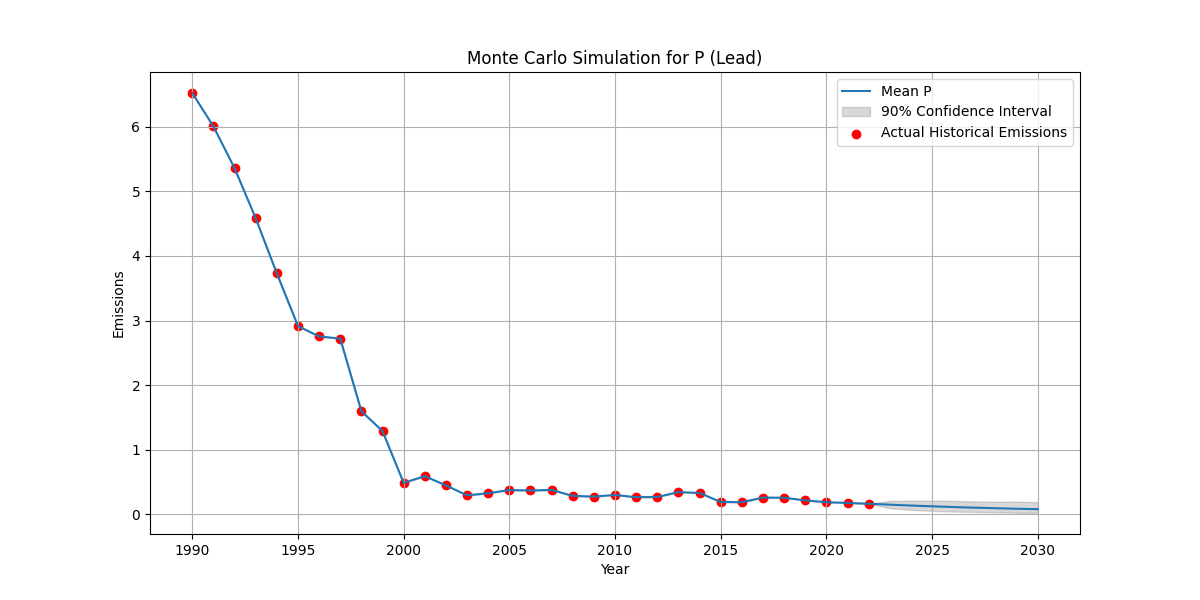 Monte Carlo Simulation for P (Lead)
Mean P
90% Confidence Interval
Actual Historical Emissions
Emissions
6
5
4
3
2
1
0
1990 1995 2000 2005 2010 2015 2020 2025 2030
Year